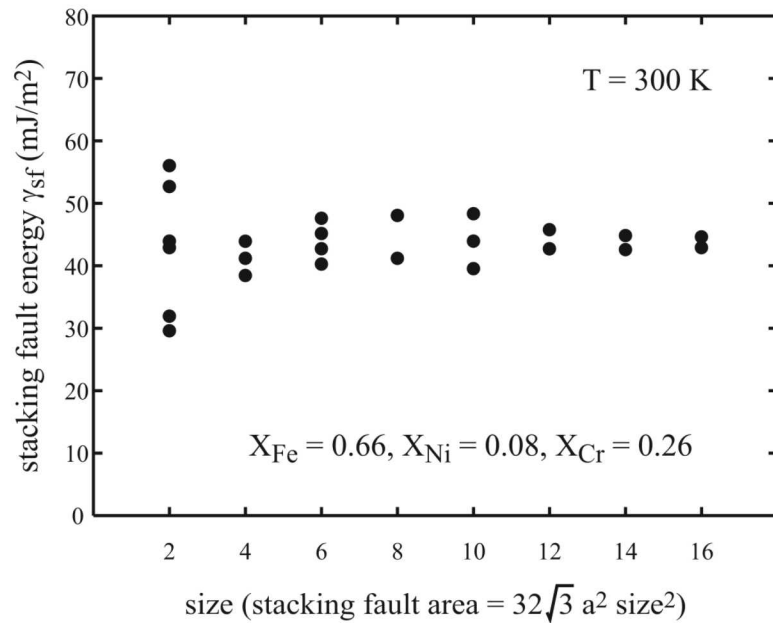 80
70
60
50
40
30
20
10
0
stacking fault energy γsf (mJ/m²)
T = 300 K
XFe = 0.66, XNi = 0.08, XCr = 0.26
2 4 6 8 10 12 14 16
size (stacking fault area = 32√3 a² size²)